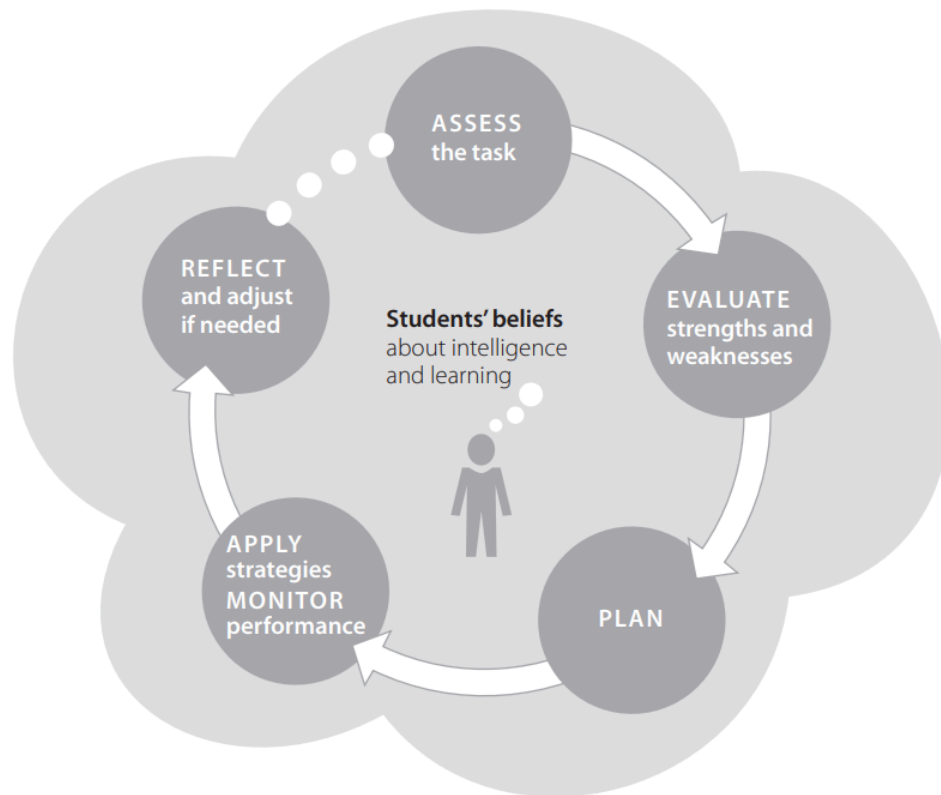 ASSESS
the task
EVALUATE
strengths and
weaknesses
PLAN
APPLY
strategies
MONITOR
performance
REFLECT
and adjust
if needed
Students’ beliefs
about intelligence
and learning